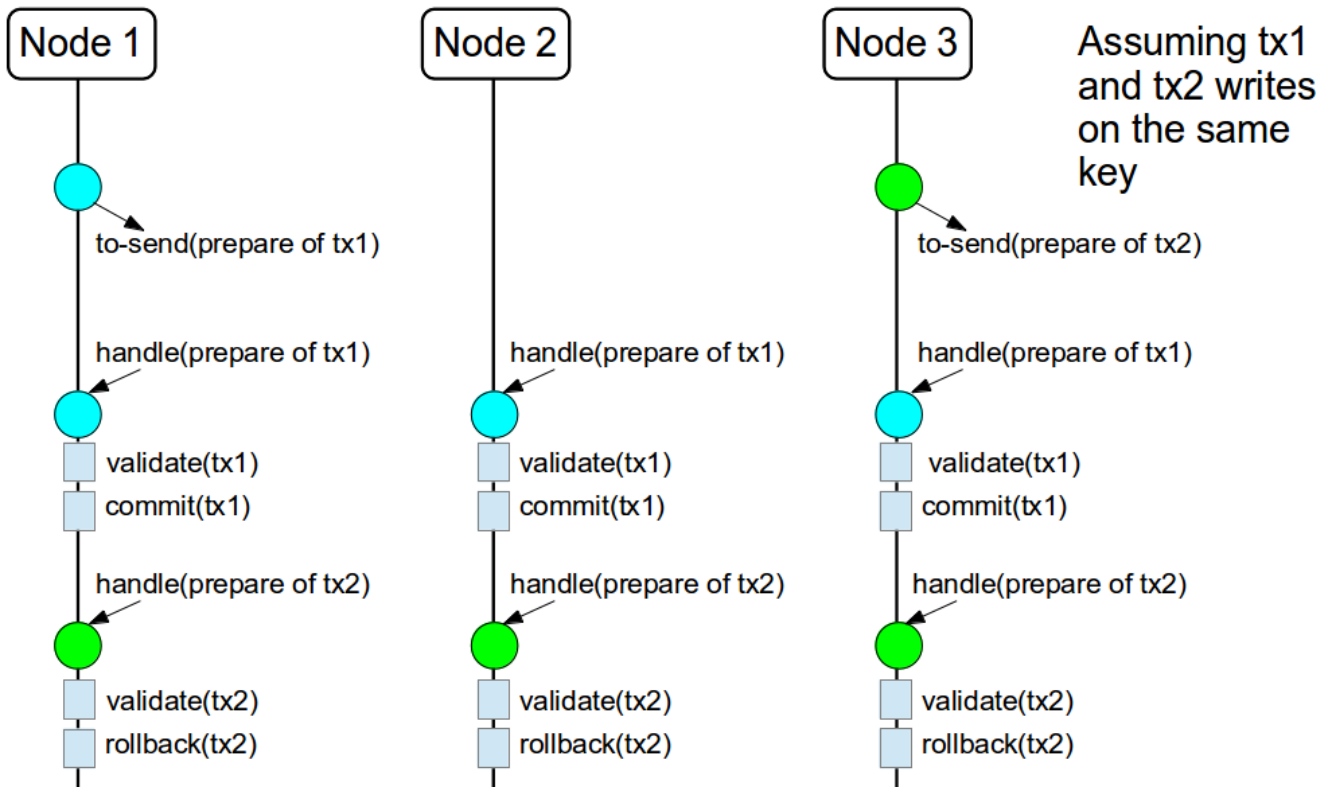 Node 1
Node 2
Node 3
Assuming tx1
and tx2 writes
on the same
key
to-send(prepare of tx1)
to-send(prepare of tx2)
handle(prepare of tx1)
handle(prepare of tx1)
handle(prepare of tx1)
validate(tx1)
validate(tx1)
validate(tx1)
commit(tx1)
commit(tx1)
commit(tx1)
handle(prepare of tx2)
handle(prepare of tx2)
handle(prepare of tx2)
validate(tx2)
validate(tx2)
validate(tx2)
rollback(tx2)
rollback(tx2)
rollback(tx2)